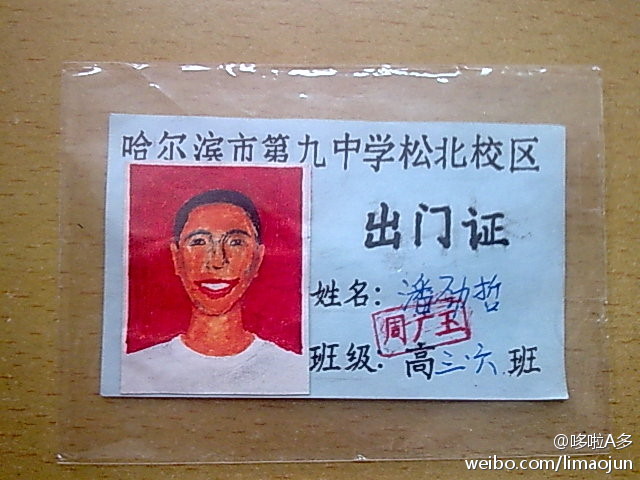 哈尔滨市第九中学松北校区
出门证
姓名：潘劲哲
周广玉
班级：高三六班
@哆啦A多
weibo.com/limaojun